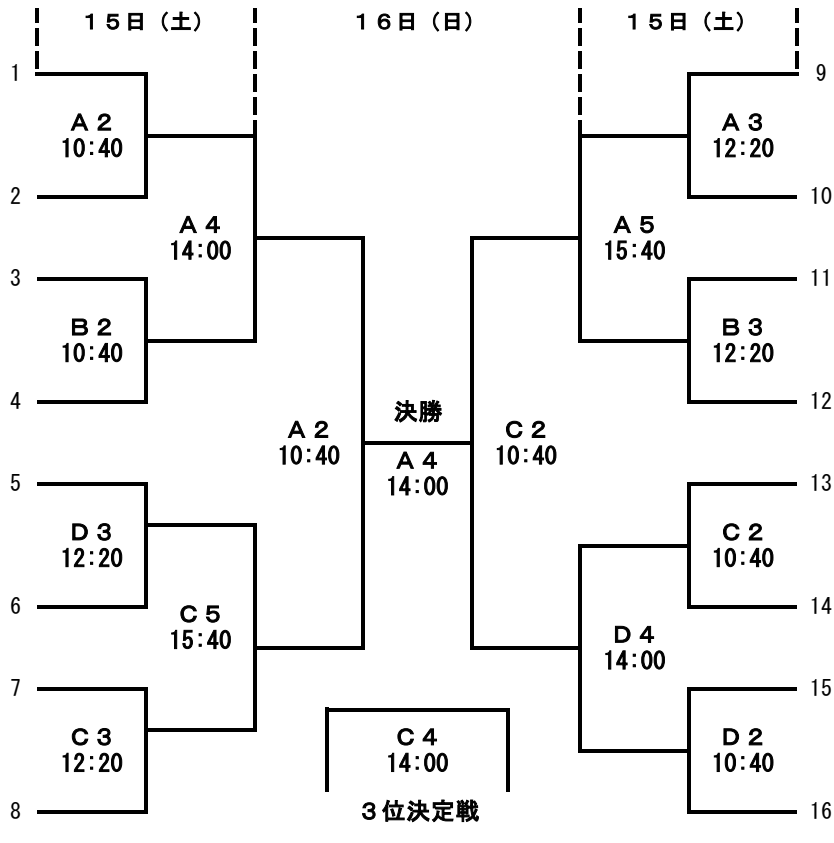 １５日（土）
１６日（日）
１５日（土）
1
9
Ａ２
10:40
Ａ３
12:20
2
10
Ａ４
14:00
Ａ５
15:40
3
11
Ｂ２
10:40
Ｂ３
12:20
4
12
決勝
Ａ２
10:40
Ｃ２
10:40
Ａ４
14:00
5
13
Ｄ３
12:20
Ｃ２
10:40
6
14
Ｃ５
15:40
Ｄ４
14:00
7
15
Ｃ３
12:20
Ｃ４
14:00
Ｄ２
10:40
8
３位決定戦
16